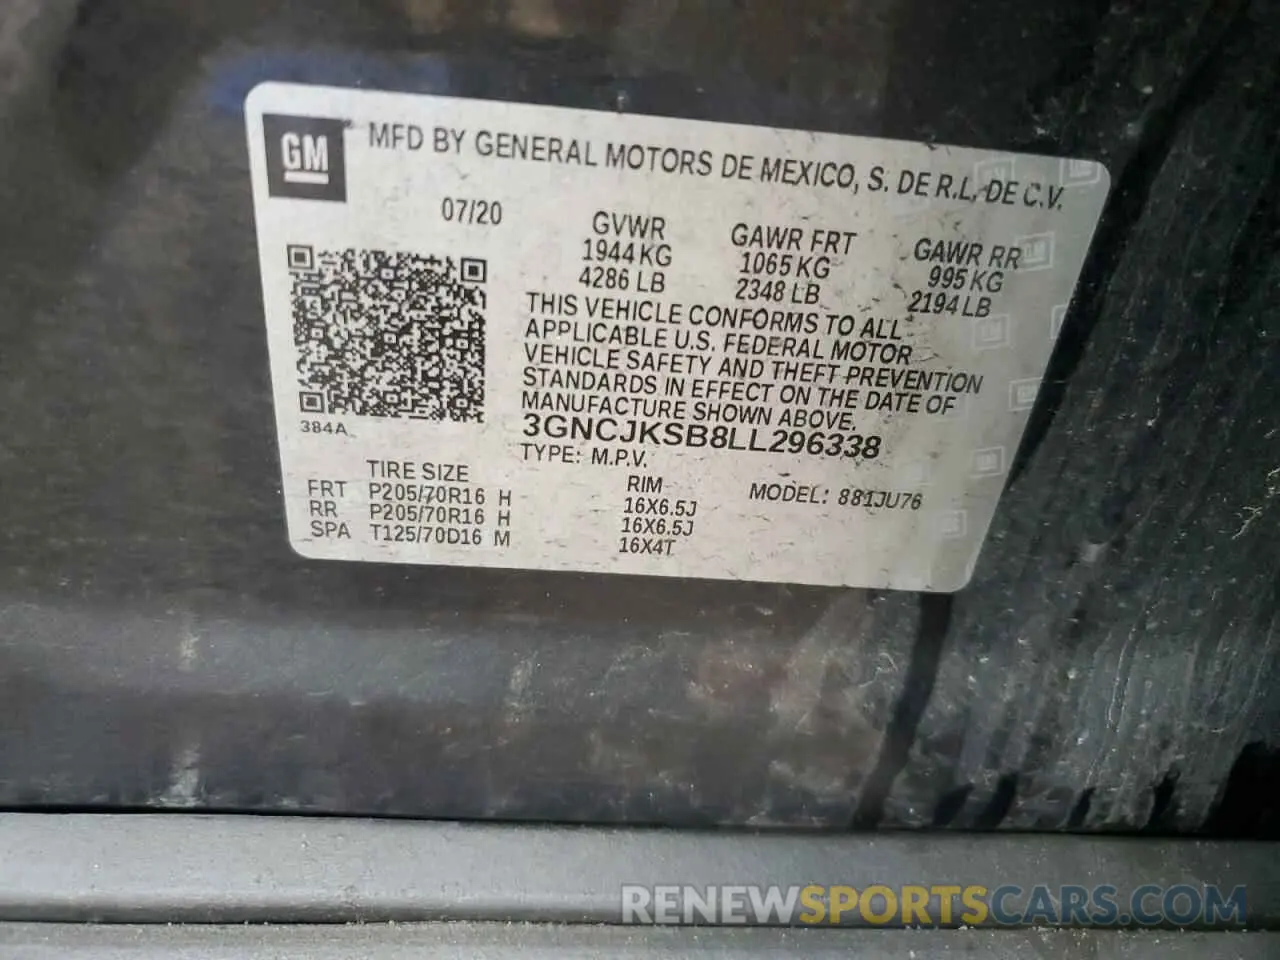 GM
MFD BY GENERAL MOTORS DE MEXICO, S. DE R.L. DE C.V.
07/20
GVWR GAWR FRT GAWR RR
1944 KG 1065 KG 995 KG
4286 LB 2348 LB 2194 LB
THIS VEHICLE CONFORMS TO ALL
APPLICABLE U.S. FEDERAL MOTOR
VEHICLE SAFETY AND THEFT PREVENTION
STANDARDS IN EFFECT ON THE DATE OF
MANUFACTURE SHOWN ABOVE.
384A
3GNCJKSB8LL296338
TYPE: M.P.V.
TIRE SIZE RIM MODEL: 881JU76
FRT P205/70R16 H 16X6.5J
RR P205/70R16 H 16X6.5J
SPA T125/70D16 M 16X4T
RENEWSPORTSCARS.COM